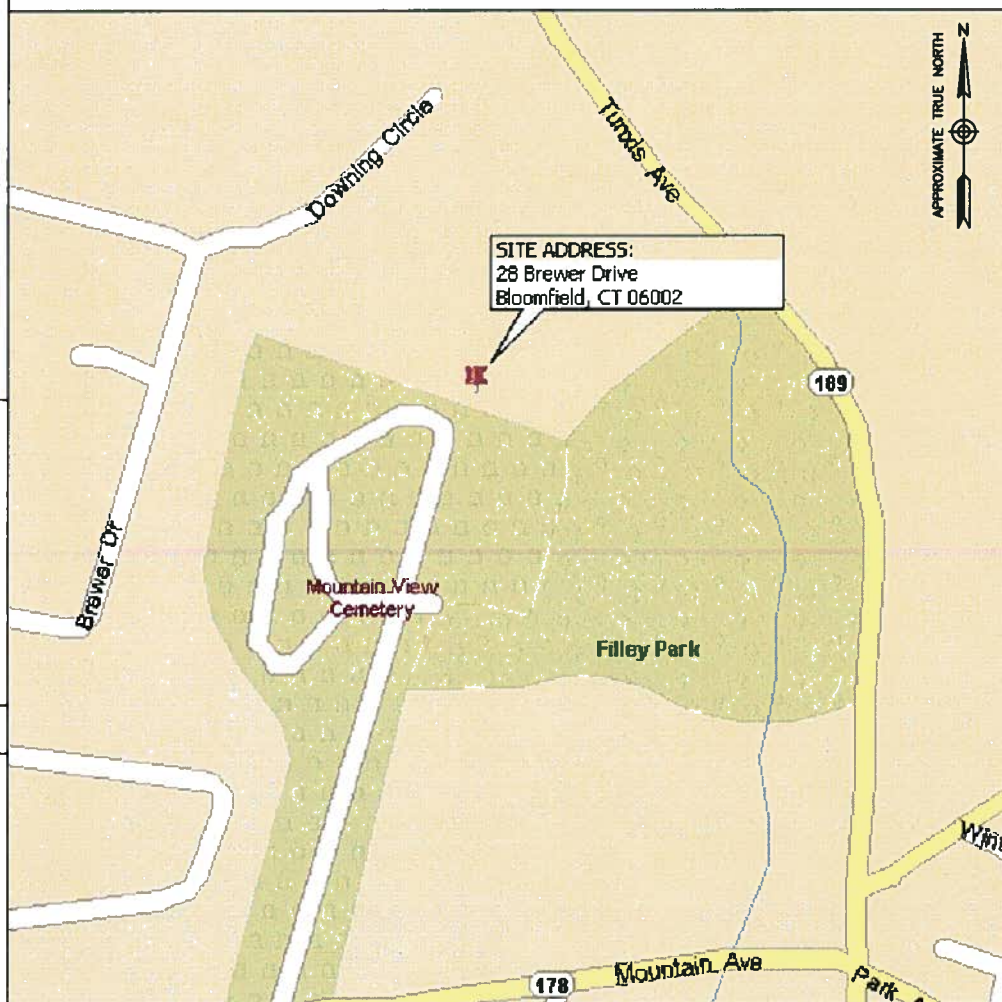 APPROXIMATE TRUE NORTH
N
Tunxis Ave
Downing Circle
SITE ADDRESS:
28 Brewer Drive
Bloomfield, CT 06002
189
Brewer Dr
Mountain View
Cemetery
Filley Park
Mountain Ave
178
Park